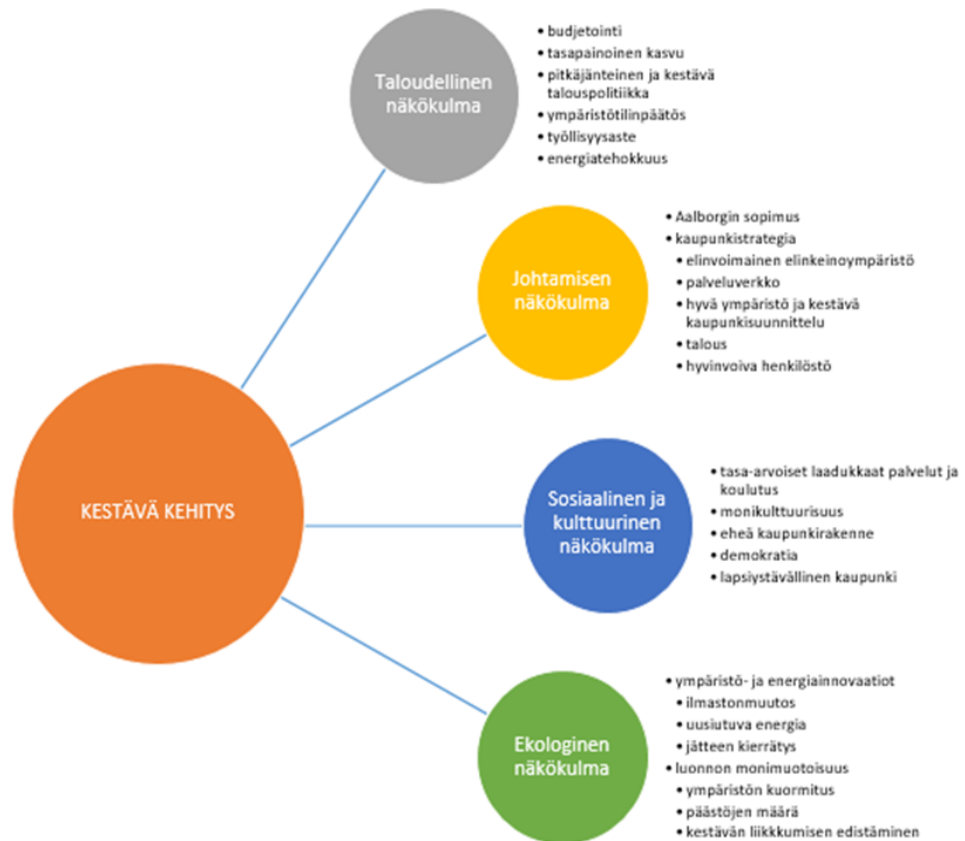 Taloudellinen
näkökulma
• budjetointi
• tasapainoinen kasvu
• pitkäjänteinen ja kestävä
talouspolitiikka
• ympäristötilinpäätös
• työllisyysaste
• energiatehokkuus
Johtamisen
näkökulma
• Aalborgin sopimus
• kaupunkistrategia
• elinvoimainen elinkeinoympäristö
• palveluverkko
• hyvä ympäristö ja kestävä
kaupunkisuunnittelu
• talous
• hyvinvoiva henkilöstö
KESTÄVÄ KEHITYS
Sosiaalinen ja
kulttuurinen
näkökulma
• tasa-arvoiset laadukkaat palvelut ja
koulutus
• monikulttuurisuus
• eheä kaupunkirakenne
• demokratia
• lapsiystävällinen kaupunki
Ekologinen
näkökulma
• ympäristö- ja energiainnovaatiot
• ilmastonmuutos
• uusiutuva energia
• jätteen kierrätys
• luonnon monimuotoisuus
• ympäristön kuormitus
• päästöjen määrä
• kestävän liikkkumisen edistäminen